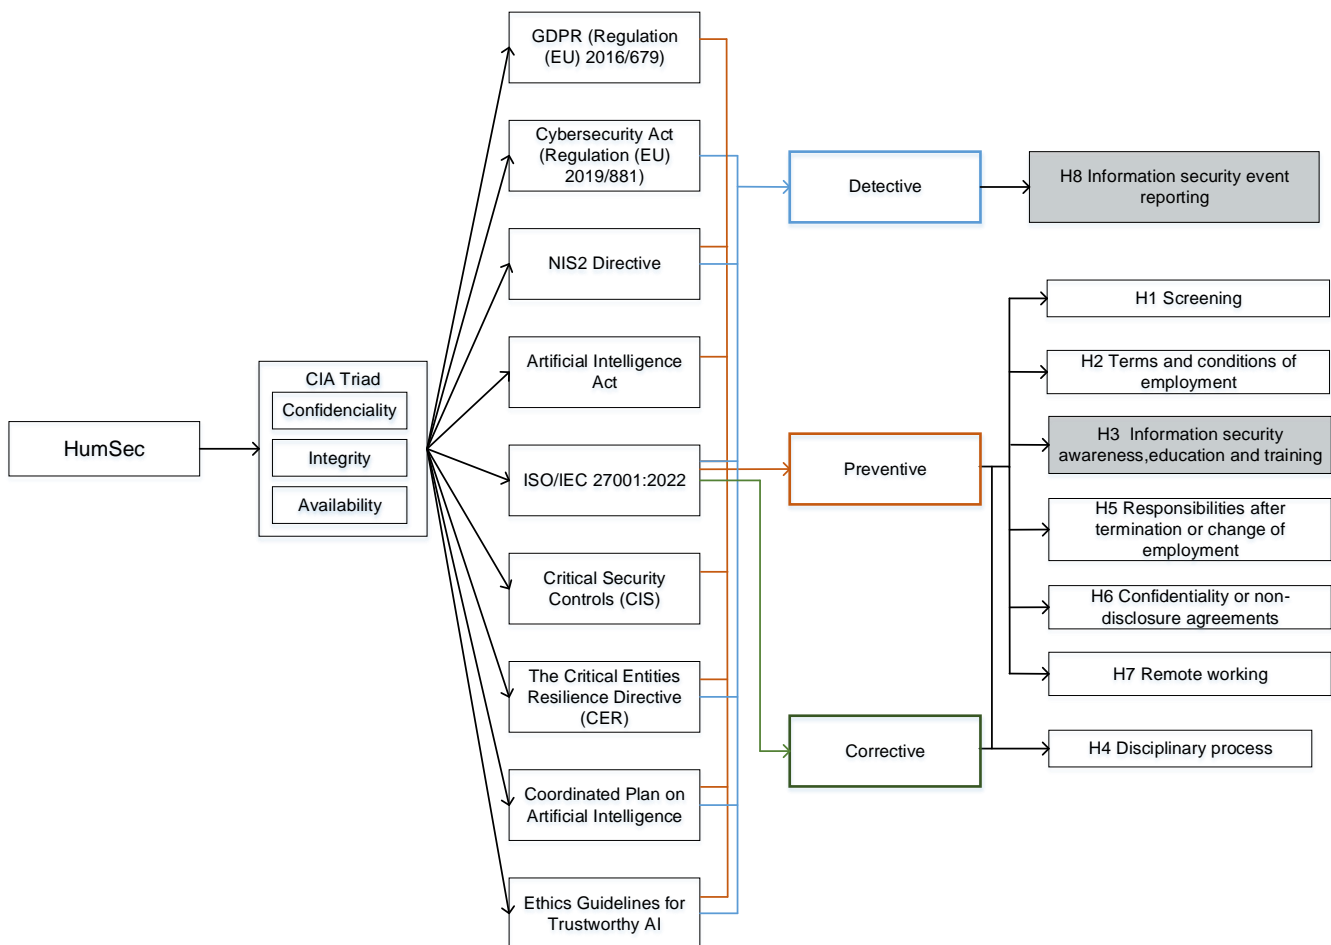 HumSec
CIA Triad
Confidenciality
Integrity
Availability
GDPR (Regulation
(EU) 2016/679)
Cybersecurity Act
(Regulation (EU)
2019/881)
NIS2 Directive
Artificial Intelligence
Act
ISO/IEC 27001:2022
Critical Security
Controls (CIS)
The Critical Entities
Resilience Directive
(CER)
Coordinated Plan on
Artificial Intelligence
Ethics Guidelines for
Trustworthy AI
Detective
Preventive
Corrective
H8 Information security event
reporting
H1 Screening
H2 Terms and conditions of
employment
H3  Information security
awareness,education and training
H5 Responsibilities after
termination or change of
employment
H6 Confidentiality or non-
disclosure agreements
H7 Remote working
H4 Disciplinary process